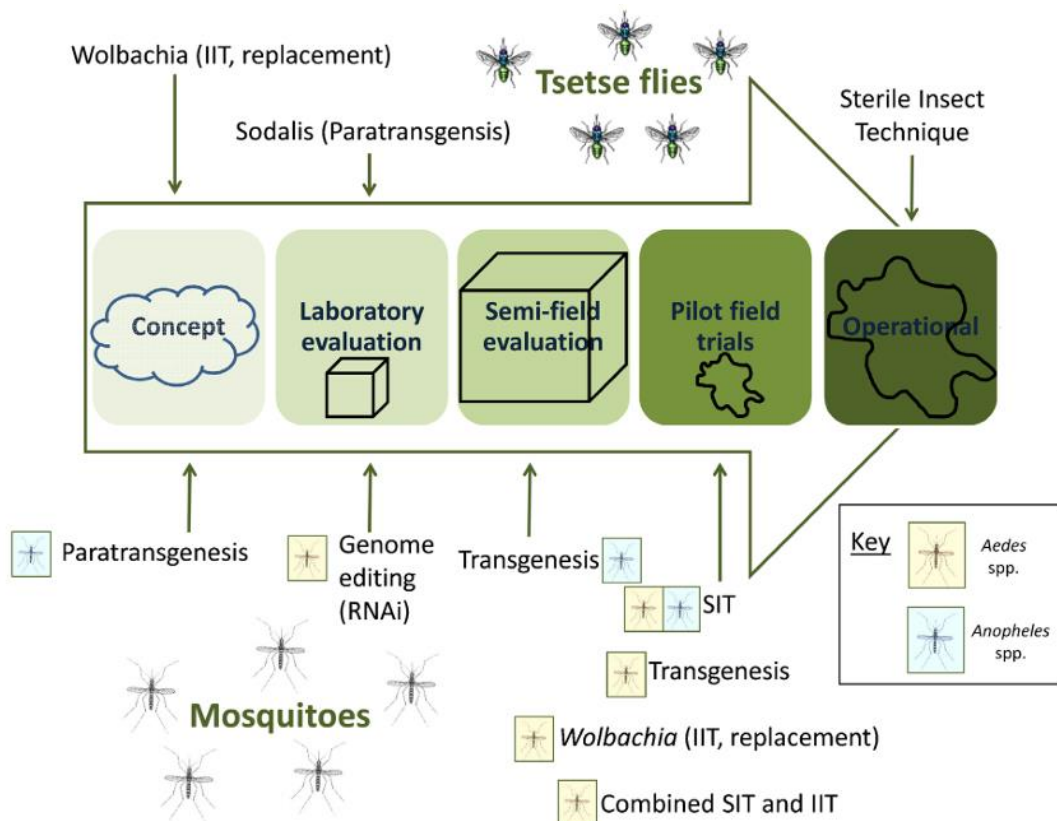 Wolbachia (IIT, replacement)
Tsetse flies
Sodalis (Paratransgensis)
Sterile Insect
Technique
Concept
Laboratory
evaluation
Semi-field
evaluation
Pilot field
trials
Operational
Paratransgenesis
Genome
editing
(RNAi)
Transgenesis
SIT
Transgenesis
Wolbachia (IIT, replacement)
Combined SIT and IIT
Mosquitoes
Key
Aedes
spp.
Anopheles
spp.